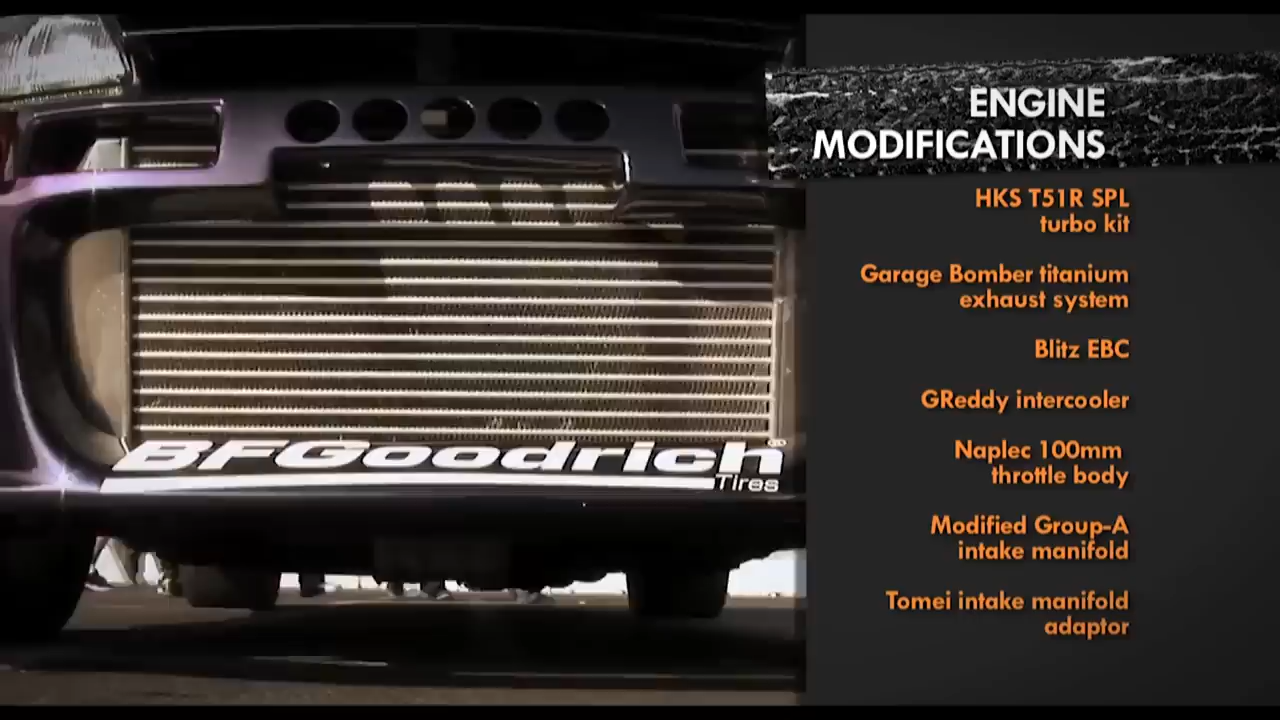 ENGINE
MODIFICATIONS
HKS T51R SPL
turbo kit
Garage Bomber titanium
exhaust system
Blitz EBC
GReddy intercooler
Naplec 100mm
throttle body
Modified Group-A
intake manifold
Tomei intake manifold
adaptor
BFGoodrich®
Tires